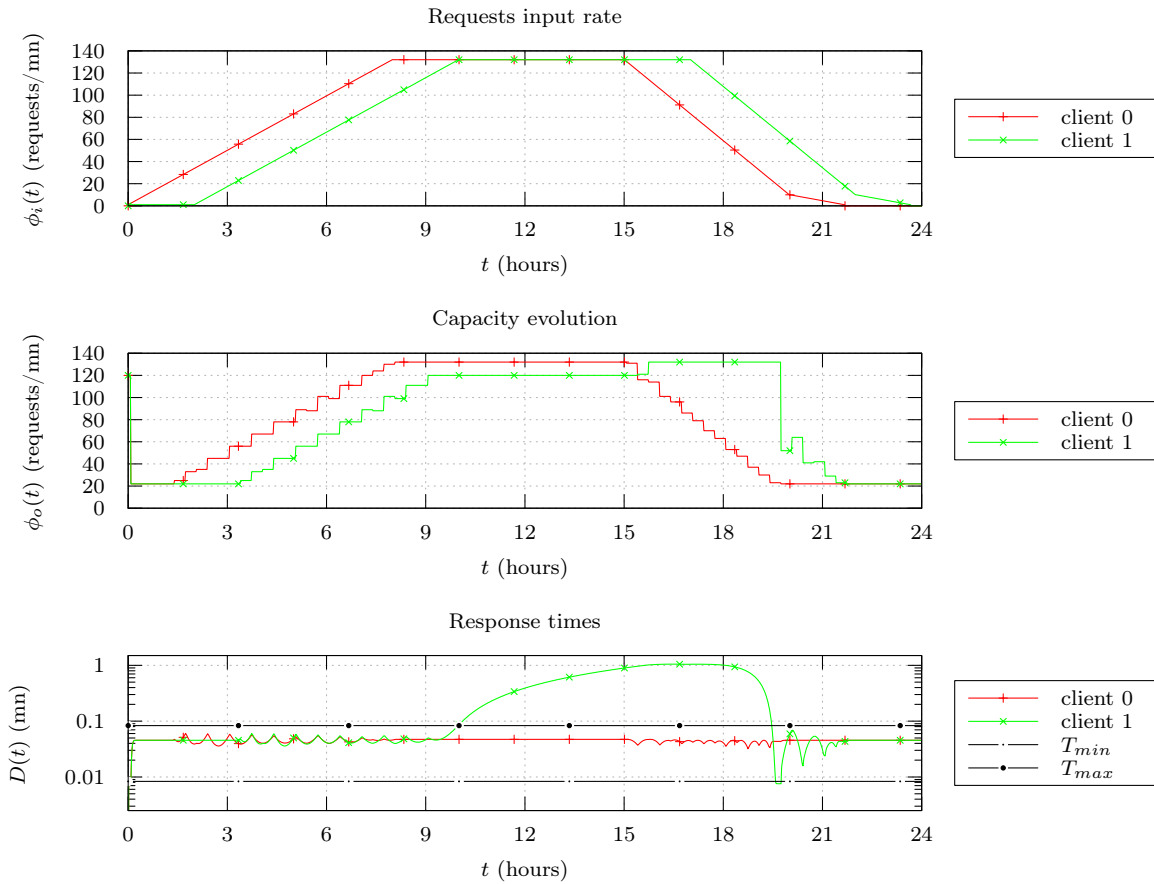 Requests input rate
ϕi(t) (requests/mn)
140
120
100
80
60
40
20
0
0 3 6 9 12 15 18 21 24
t (hours)
client 0
client 1
Capacity evolution
ϕo(t) (requests/mn)
140
120
100
80
60
40
20
0
0 3 6 9 12 15 18 21 24
t (hours)
client 0
client 1
Response times
D(t) (mn)
1
0.1
0.01
0 3 6 9 12 15 18 21 24
t (hours)
client 0
client 1
Tmin
Tmax